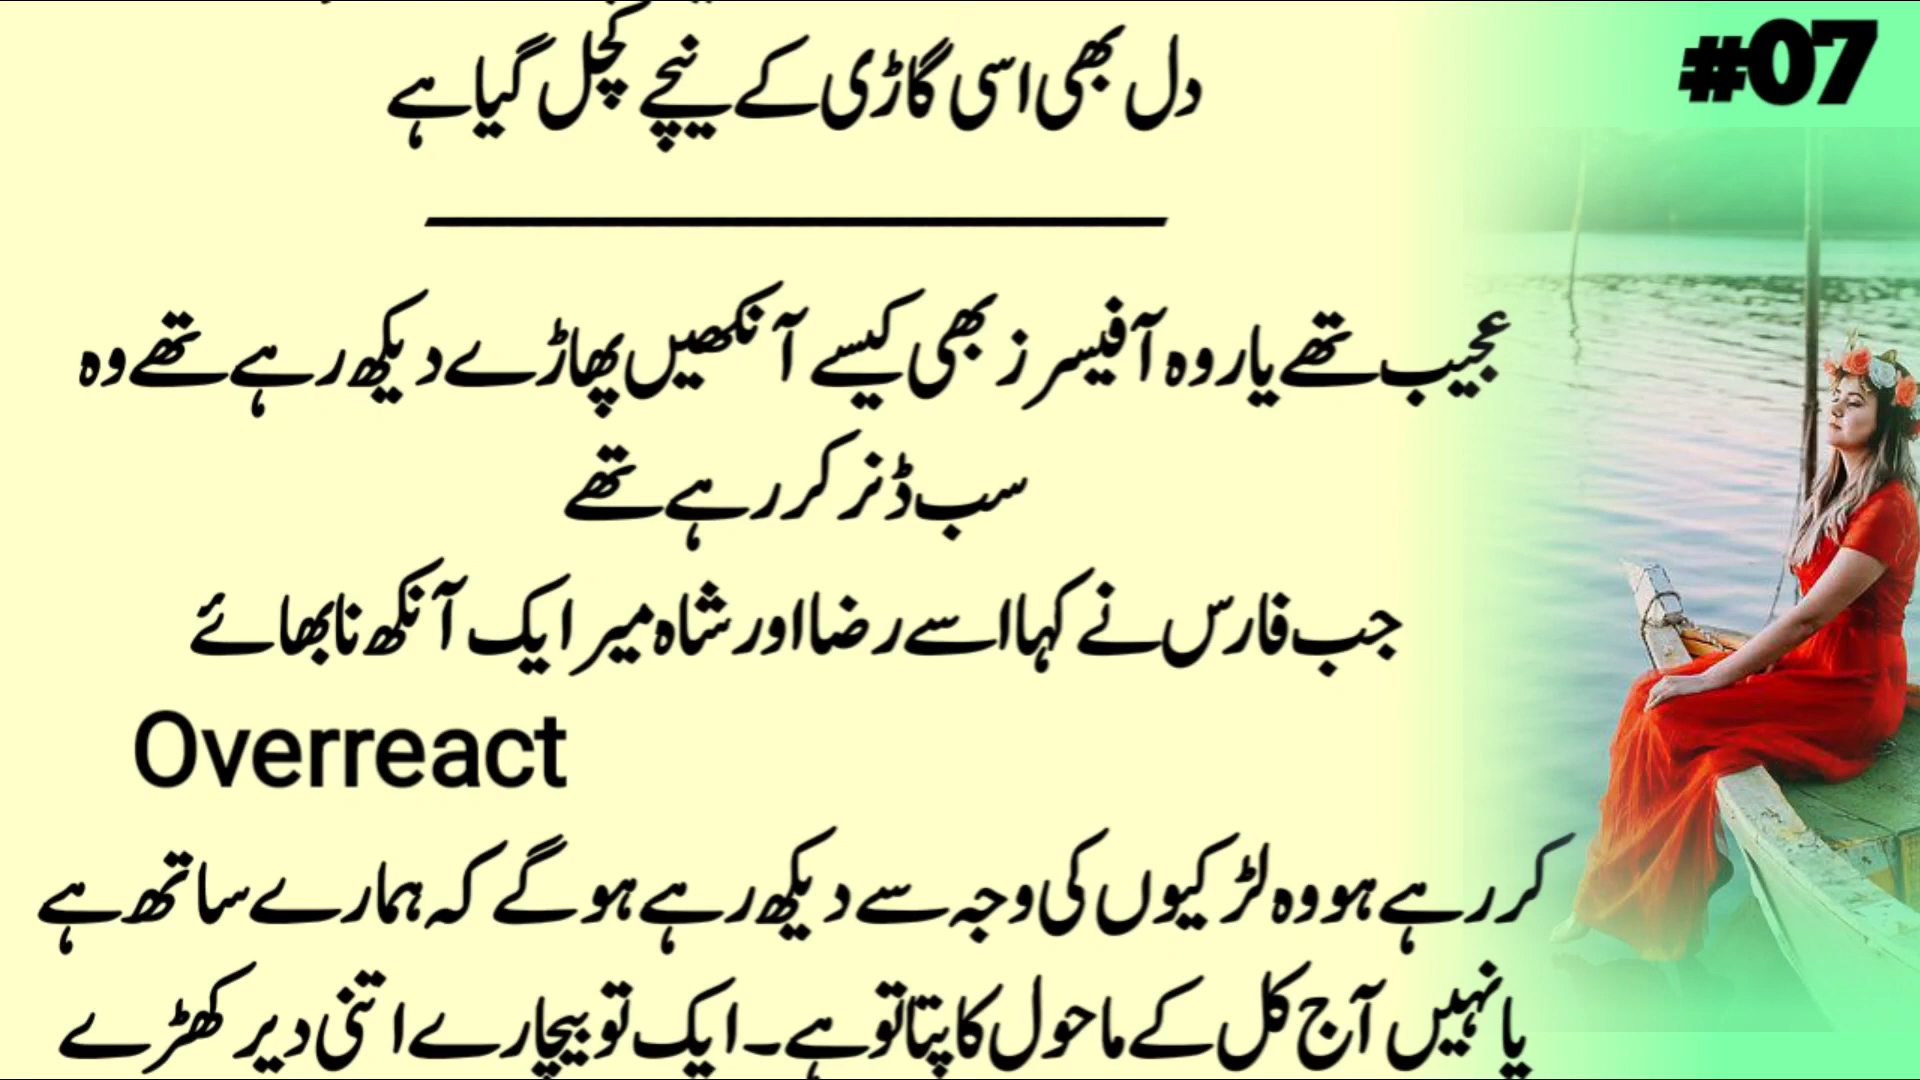 #07
دل بھی اسی گاڑی کے نیچے کچل گیا ہے
عجیب تھے یار وہ آفیسرز بھی کیسے آنکھیں پھاڑے دیکھ رہے تھے وہ
سب ڈنر کر رہے تھے
جب فارس نے کہا اسے رضا اور شاہ میر ایک آنکھ نا بھائے
Overreact
کر رہے ہو وہ لڑکیوں کی وجہ سے دیکھ رہے ہوگے کہ ہمارے ساتھ ہے
یا نہیں آج کل کے ماحول کا پتا تو ہے۔ ایک تو بیچارے اتنی دیر کھڑے